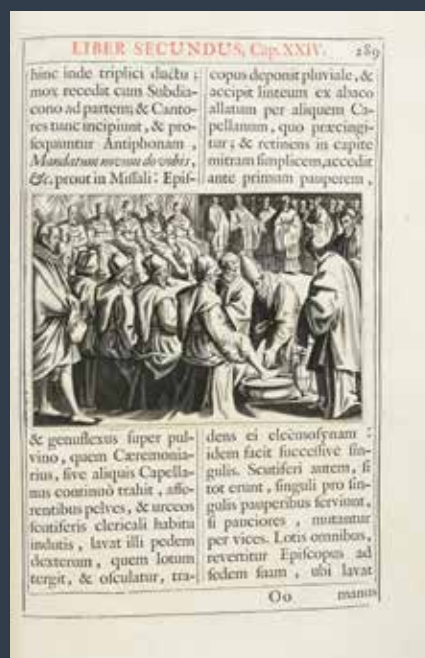 LIBER SECUNDUS, Cap. XXIV. 289
hinc inde triplici ductu ;
mox recedit cum Subdia-
cono ad partem; & Canto-
res tunc incipiunt, & pro-
sequuntur Antiphonam,
Mandatum novum do vobis,
&c. prout in Missali: Epis-
copus deponit pluviale, &
accipit linteum ex abaco
allatum per aliquem Ca-
pellanum, quo præcingi-
tur; & retinens in capite
mitram simplicem, accedit
ante primum pauperem,
& genuflexus super pul-
vino, quem Cæremonia-
rius, sive aliquis Capella-
nus continuò trahit, affe-
rentibus pelves, & urceos
scutiferis clericali habitu
indutis, lavat illi pedem
dexterum, quem lotum
tergit, & osculatur, tra-
dens ei eleemosynam :
idem facit successivè sin-
gulis. Scutiferi autem, si
tot erunt, singuli pro sin-
gulis pauperibus serviunt,
si pauciores, mutantur
per vices. Lotis omnibus,
revertitur Episcopus ad
sedem suam, ubi lavat
Oo manus